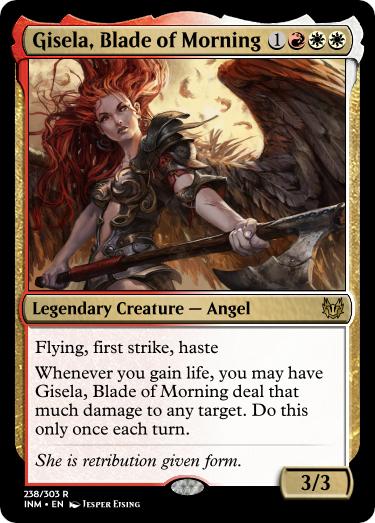 Gisela, Blade of Morning 1
Legendary Creature — Angel
Flying, first strike, haste
Whenever you gain life, you may have
Gisela, Blade of Morning deal that
much damage to any target. Do this
only once each turn.
She is retribution given form.
3/3
238/303 R
INM • EN Jesper Ejsing